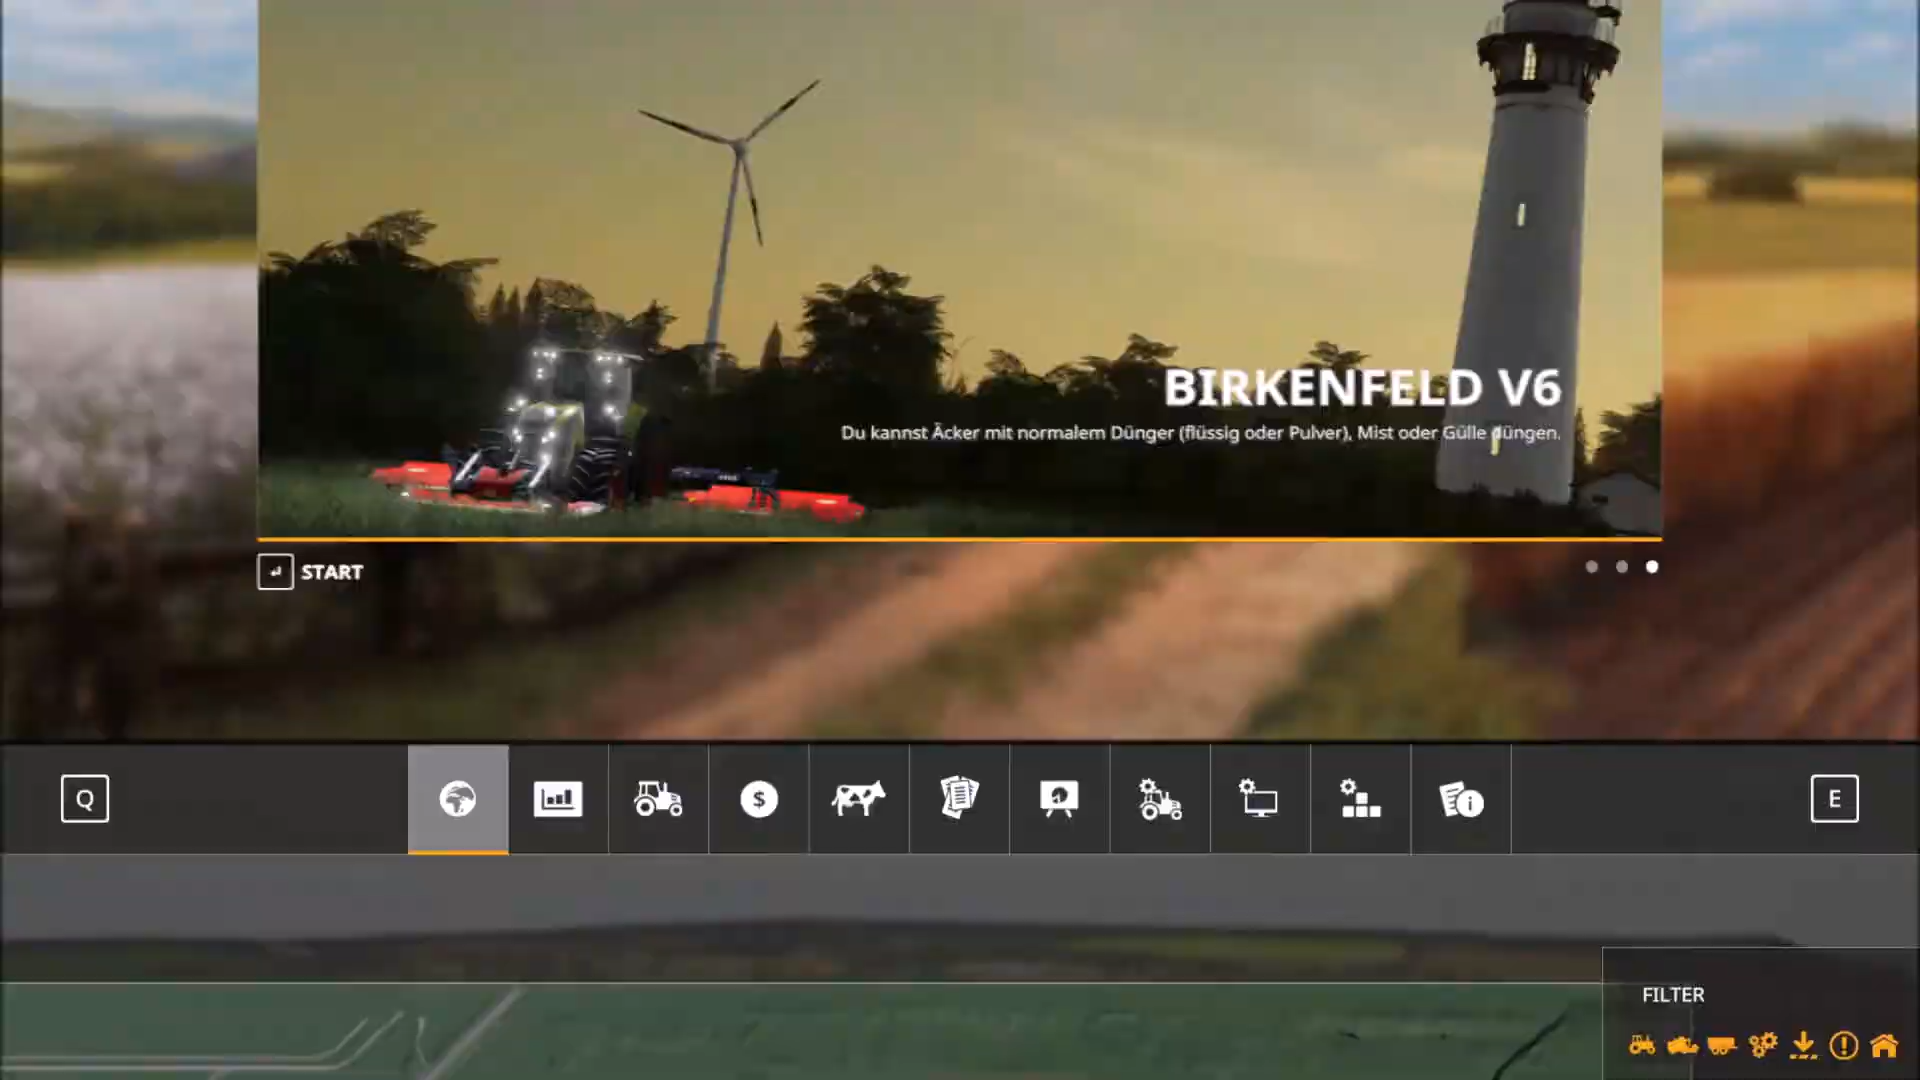 BIRKENFELD V6
Du kannst Äcker mit normalem Dünger (flüssig oder Pulver), Mist oder Gülle düngen.
START
Q
E
FILTER